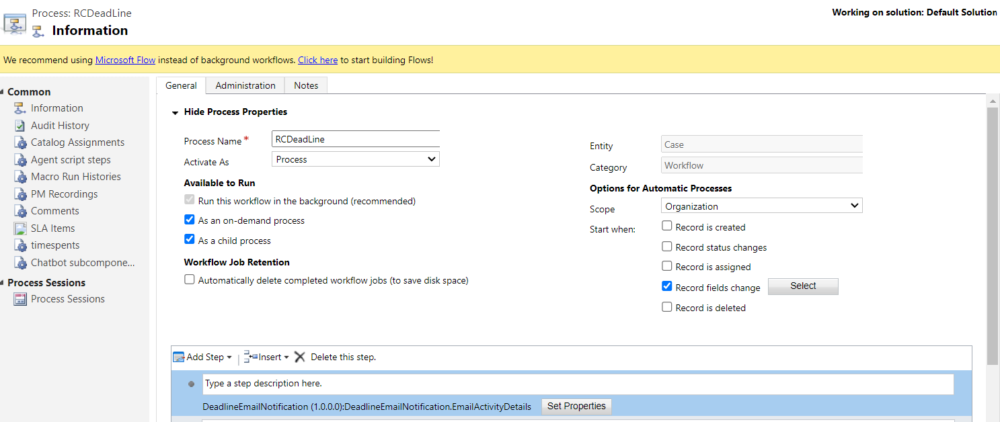 Process: RCDeadLine
Information
Working on solution: Default Solution
We recommend using Microsoft Flow instead of background workflows. Click here to start building Flows!
Common
Information
Audit History
Catalog Assignments
Agent script steps
Macro Run Histories
PM Recordings
Comments
SLA Items
timespents
Chatbot subcompone...
Process Sessions
Process Sessions
General Administration Notes
Hide Process Properties
Process Name* RCDeadLine
Activate As Process
Available to Run
Run this workflow in the background (recommended)
As an on-demand process
As a child process
Workflow Job Retention
Automatically delete completed workflow jobs (to save disk space)
Entity Case
Category Workflow
Options for Automatic Processes
Scope Organization
Start when: Record is created
Record status changes
Record is assigned
Record fields change Select
Record is deleted
Add Step Insert Delete this step.
Type a step description here.
DeadlineEmailNotification (1.0.0.0):DeadlineEmailNotification.EmailActivityDetails Set Properties